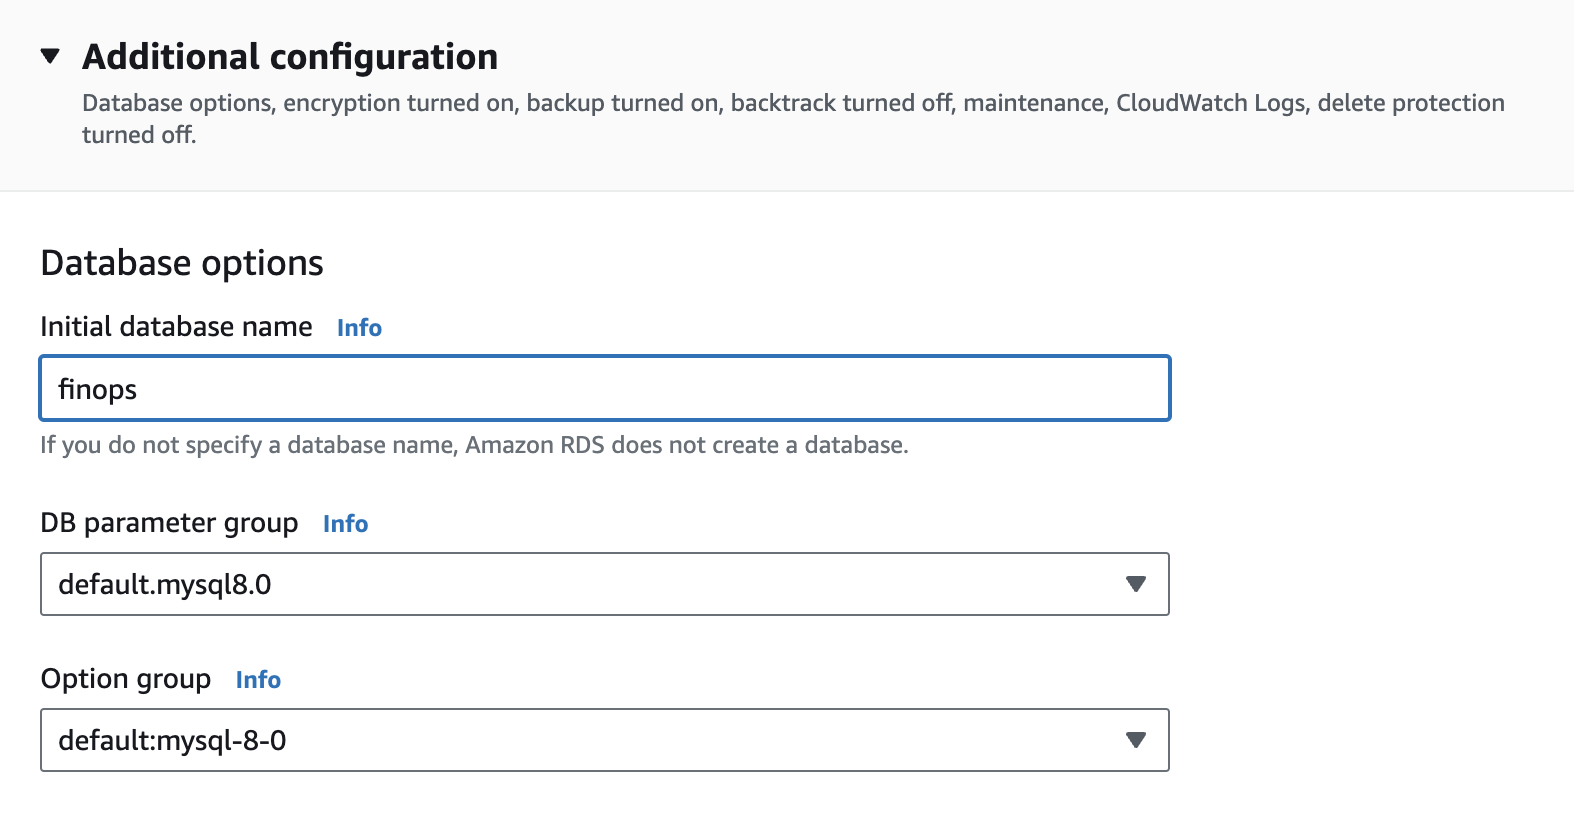 Additional configuration
Database options, encryption turned on, backup turned on, backtrack turned off, maintenance, CloudWatch Logs, delete protection
turned off.
Database options
Initial database name Info
finops
If you do not specify a database name, Amazon RDS does not create a database.
DB parameter group Info
default.mysql8.0
Option group Info
default:mysql-8-0